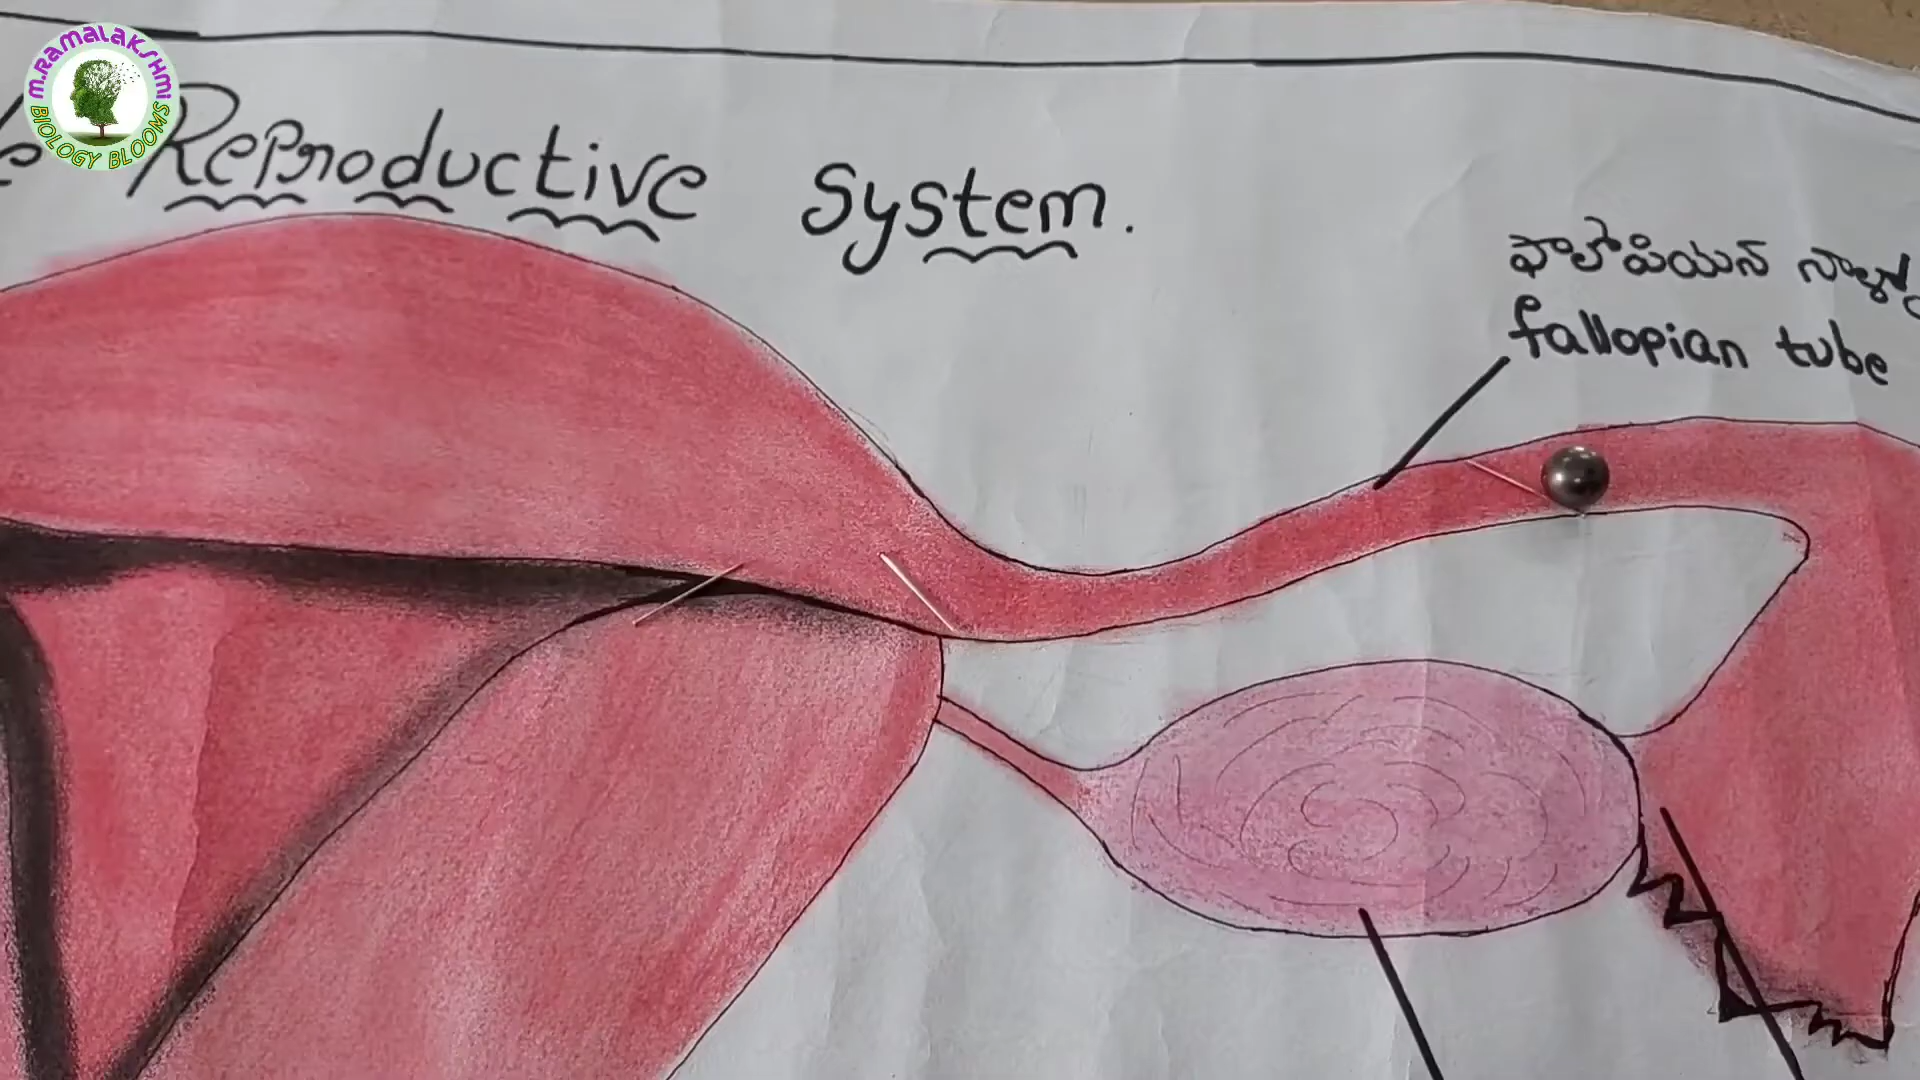 M.RAMALAKSHMI
BIOLOGY BLOOMS
Reproductive System.
ఫాలోపియన్
fallopian tube